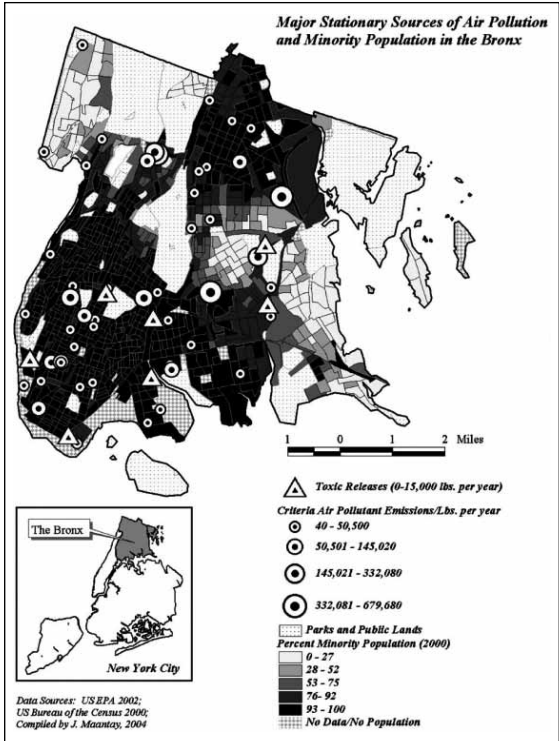 Major Stationary Sources of Air Pollution
and Minority Population in the Bronx
1 0 1 2 Miles
Toxic Releases (0-15,000 lbs. per year)
Criteria Air Pollutant Emissions/Lbs. per year
40 - 50,500
50,501 - 145,020
145,021 - 332,080
332,081 - 679,680
Parks and Public Lands
Percent Minority Population (2000)
0 - 27
28 - 52
53 - 75
76- 92
93 - 100
No Data/No Population
The Bronx
New York City
Data Sources: US EPA 2002;
US Bureau of the Census 2000;
Compiled by J. Maantay, 2004